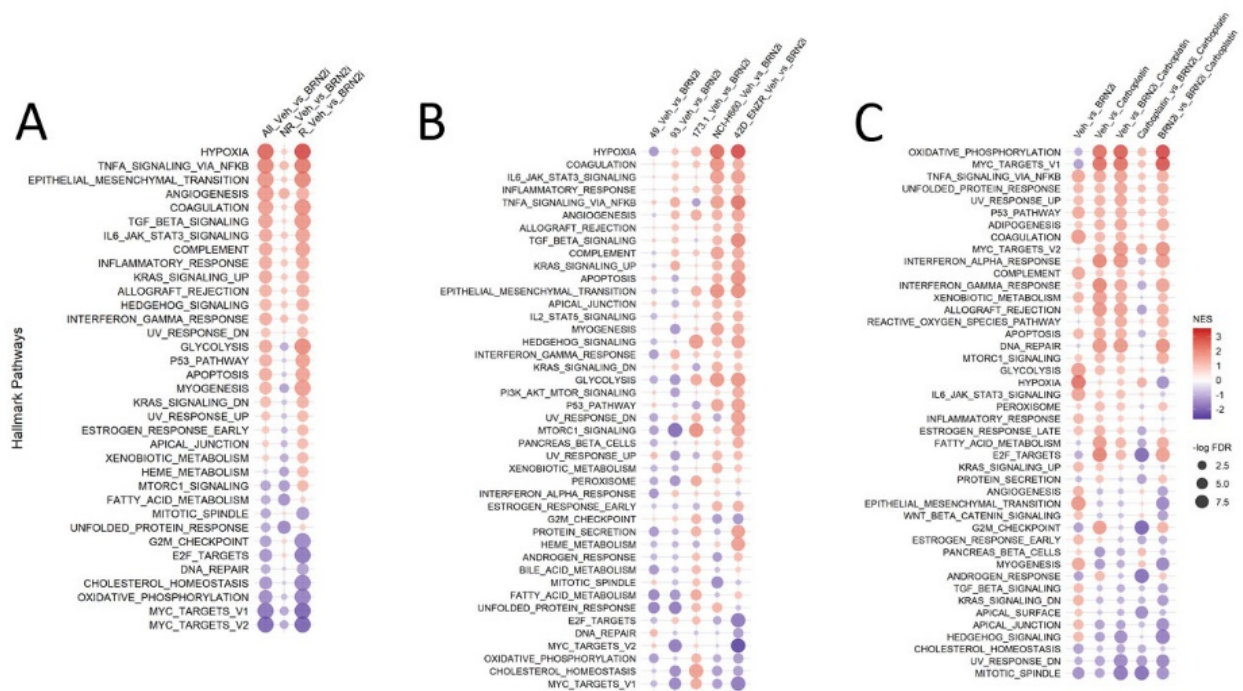 A
All_Veh_vs_BRN2i
NR_Veh_vs_BRN2i
R_Veh_vs_BRN2i
Hallmark Pathways
HYPOXIA
TNFA_SIGNALING_VIA_NFKB
EPITHELIAL_MESENCHYMAL_TRANSITION
ANGIOGENESIS
COAGULATION
TGF_BETA_SIGNALING
IL6_JAK_STAT3_SIGNALING
COMPLEMENT
INFLAMMATORY_RESPONSE
KRAS_SIGNALING_UP
ALLOGRAFT_REJECTION
HEDGEHOG_SIGNALING
INTERFERON_GAMMA_RESPONSE
UV_RESPONSE_DN
GLYCOLYSIS
P53_PATHWAY
APOPTOSIS
MYOGENESIS
KRAS_SIGNALING_DN
UV_RESPONSE_UP
ESTROGEN_RESPONSE_EARLY
APICAL_JUNCTION
XENOBIOTIC_METABOLISM
HEME_METABOLISM
MTORC1_SIGNALING
FATTY_ACID_METABOLISM
MITOTIC_SPINDLE
UNFOLDED_PROTEIN_RESPONSE
G2M_CHECKPOINT
E2F_TARGETS
DNA_REPAIR
CHOLESTEROL_HOMEOSTASIS
OXIDATIVE_PHOSPHORYLATION
MYC_TARGETS_V1
MYC_TARGETS_V2
B
49_Veh_vs_BRN2i
93_Veh_vs_BRN2i
173.1_Veh_vs_BRN2i
NCI-H660_Veh_vs_BRN2i
42D_ENZR_Veh_vs_BRN2i
HYPOXIA
COAGULATION
IL6_JAK_STAT3_SIGNALING
INFLAMMATORY_RESPONSE
TNFA_SIGNALING_VIA_NFKB
ANGIOGENESIS
ALLOGRAFT_REJECTION
TGF_BETA_SIGNALING
COMPLEMENT
KRAS_SIGNALING_UP
APOPTOSIS
EPITHELIAL_MESENCHYMAL_TRANSITION
APICAL_JUNCTION
IL2_STAT5_SIGNALING
MYOGENESIS
HEDGEHOG_SIGNALING
INTERFERON_GAMMA_RESPONSE
KRAS_SIGNALING_DN
GLYCOLYSIS
PI3K_AKT_MTOR_SIGNALING
P53_PATHWAY
UV_RESPONSE_DN
MTORC1_SIGNALING
PANCREAS_BETA_CELLS
UV_RESPONSE_UP
XENOBIOTIC_METABOLISM
PEROXISOME
INTERFERON_ALPHA_RESPONSE
ESTROGEN_RESPONSE_EARLY
G2M_CHECKPOINT
PROTEIN_SECRETION
HEME_METABOLISM
ANDROGEN_RESPONSE
BILE_ACID_METABOLISM
MITOTIC_SPINDLE
FATTY_ACID_METABOLISM
UNFOLDED_PROTEIN_RESPONSE
E2F_TARGETS
DNA_REPAIR
MYC_TARGETS_V2
OXIDATIVE_PHOSPHORYLATION
CHOLESTEROL_HOMEOSTASIS
MYC_TARGETS_V1
C
Veh_vs_BRN2i
Veh_vs_Carboplatin
Veh_vs_BRN2i_Carboplatin
Carboplatin_vs_BRN2i_Carboplatin
BRN2i_vs_BRN2i_Carboplatin
OXIDATIVE_PHOSPHORYLATION
MYC_TARGETS_V1
TNFA_SIGNALING_VIA_NFKB
UNFOLDED_PROTEIN_RESPONSE
UV_RESPONSE_UP
P53_PATHWAY
ADIPOGENESIS
COAGULATION
MYC_TARGETS_V2
INTERFERON_ALPHA_RESPONSE
COMPLEMENT
INTERFERON_GAMMA_RESPONSE
XENOBIOTIC_METABOLISM
ALLOGRAFT_REJECTION
REACTIVE_OXYGEN_SPECIES_PATHWAY
APOPTOSIS
DNA_REPAIR
MTORC1_SIGNALING
GLYCOLYSIS
HYPOXIA
IL6_JAK_STAT3_SIGNALING
PEROXISOME
INFLAMMATORY_RESPONSE
ESTROGEN_RESPONSE_LATE
FATTY_ACID_METABOLISM
E2F_TARGETS
KRAS_SIGNALING_UP
PROTEIN_SECRETION
ANGIOGENESIS
EPITHELIAL_MESENCHYMAL_TRANSITION
WNT_BETA_CATENIN_SIGNALING
G2M_CHECKPOINT
ESTROGEN_RESPONSE_EARLY
PANCREAS_BETA_CELLS
MYOGENESIS
ANDROGEN_RESPONSE
TGF_BETA_SIGNALING
KRAS_SIGNALING_DN
APICAL_SURFACE
APICAL_JUNCTION
HEDGEHOG_SIGNALING
CHOLESTEROL_HOMEOSTASIS
UV_RESPONSE_DN
MITOTIC_SPINDLE
NES
3
2
1
0
-1
-2
-log FDR
2.5
5.0
7.5